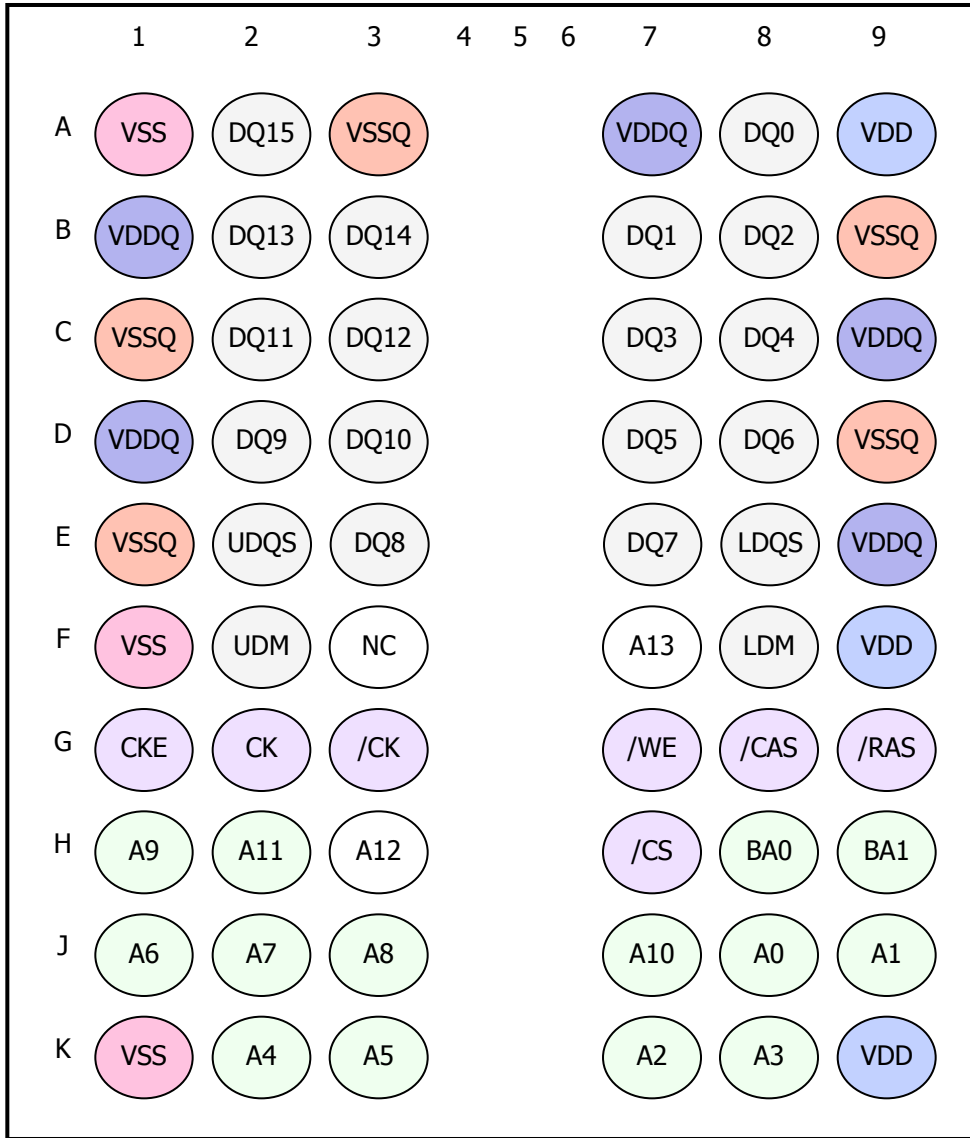 1 2 3 4 5 6 7 8 9
A VSS DQ15 VSSQ VDDQ DQ0 VDD
B VDDQ DQ13 DQ14 DQ1 DQ2 VSSQ
C VSSQ DQ11 DQ12 DQ3 DQ4 VDDQ
D VDDQ DQ9 DQ10 DQ5 DQ6 VSSQ
E VSSQ UDQS DQ8 DQ7 LDQS VDDQ
F VSS UDM NC A13 LDM VDD
G CKE CK /CK /WE /CAS /RAS
H A9 A11 A12 /CS BA0 BA1
J A6 A7 A8 A10 A0 A1
K VSS A4 A5 A2 A3 VDD